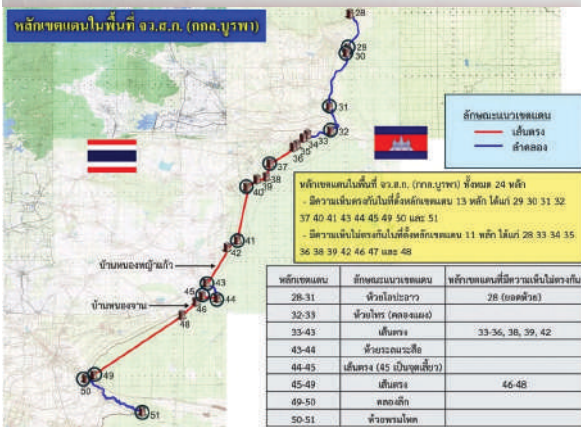 หลักเขตแดนในพื้นที่ จว.ส.ก. (กกล.บูรพา)
28
29
30
31
32
33
34
35
36
37
38
39
40
41
42
บ้านหนองหญ้าแก้ว
43
44
45
46
บ้านหนองจาน
48
49
50
51
ลักษณะแนวเขตแดน
เส้นตรง
ลำคลอง
หลักเขตแดนในพื้นที่ จว.ส.ก. (กกล.บูรพา) ทั้งหมด 24 หลัก
- มีความเห็นตรงกันในที่ตั้งหลักเขตแดน 13 หลัก ได้แก่ 29 30 31 32
37 40 41 43 44 45 49 50 และ 51
- มีความเห็นไม่ตรงกันในที่ตั้งหลักเขตแดน 11 หลัก ได้แก่ 28 33 34 35
36 38 39 42 46 47 และ 48
หลักเขตแดน ลักษณะแนวเขตแดน หลักเขตแดนที่มีความเห็นไม่ตรงกัน
28-31 ห้วยโอปะลาว 28 (ยอดห้วย)
32-33 ห้วยไทร (คลองแผง)
33-43 เส้นตรง 33-36, 38, 39, 42
43-44
44-45 เส้นตรง (45 เป็นจุดเลี้ยว)
45-49 เส้นตรง 46-48
49-50 คลองลึก
50-51 ห้วยพรมโหด